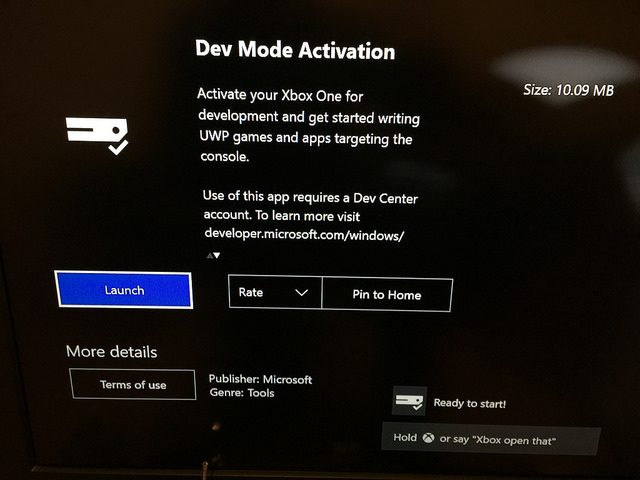 Dev Mode Activation
Size: 10.09 MB
Activate your Xbox One for
development and get started writing
UWP games and apps targeting the
console.
Use of this app requires a Dev Center
account. To learn more visit
developer.microsoft.com/windows/
Launch
Rate
Pin to Home
More details
Terms of use
Publisher: Microsoft
Genre: Tools
Ready to start!
Hold or say "Xbox open that"